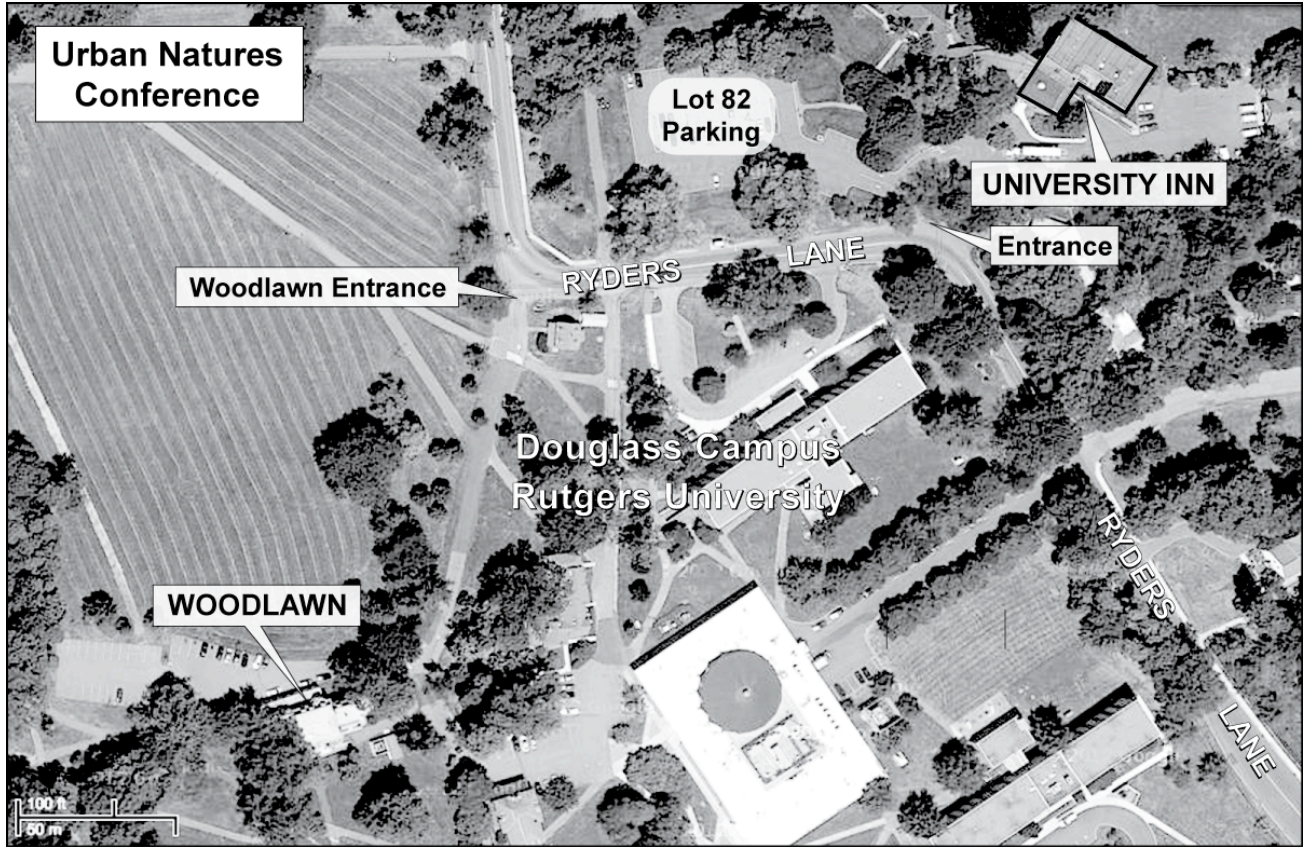 Urban Natures
Conference
Lot 82
Parking
UNIVERSITY INN
Entrance
RYDERS LANE
Woodlawn Entrance
Douglass Campus
Rutgers University
RYDERS
WOODLAWN
LANE
100 ft
50 m